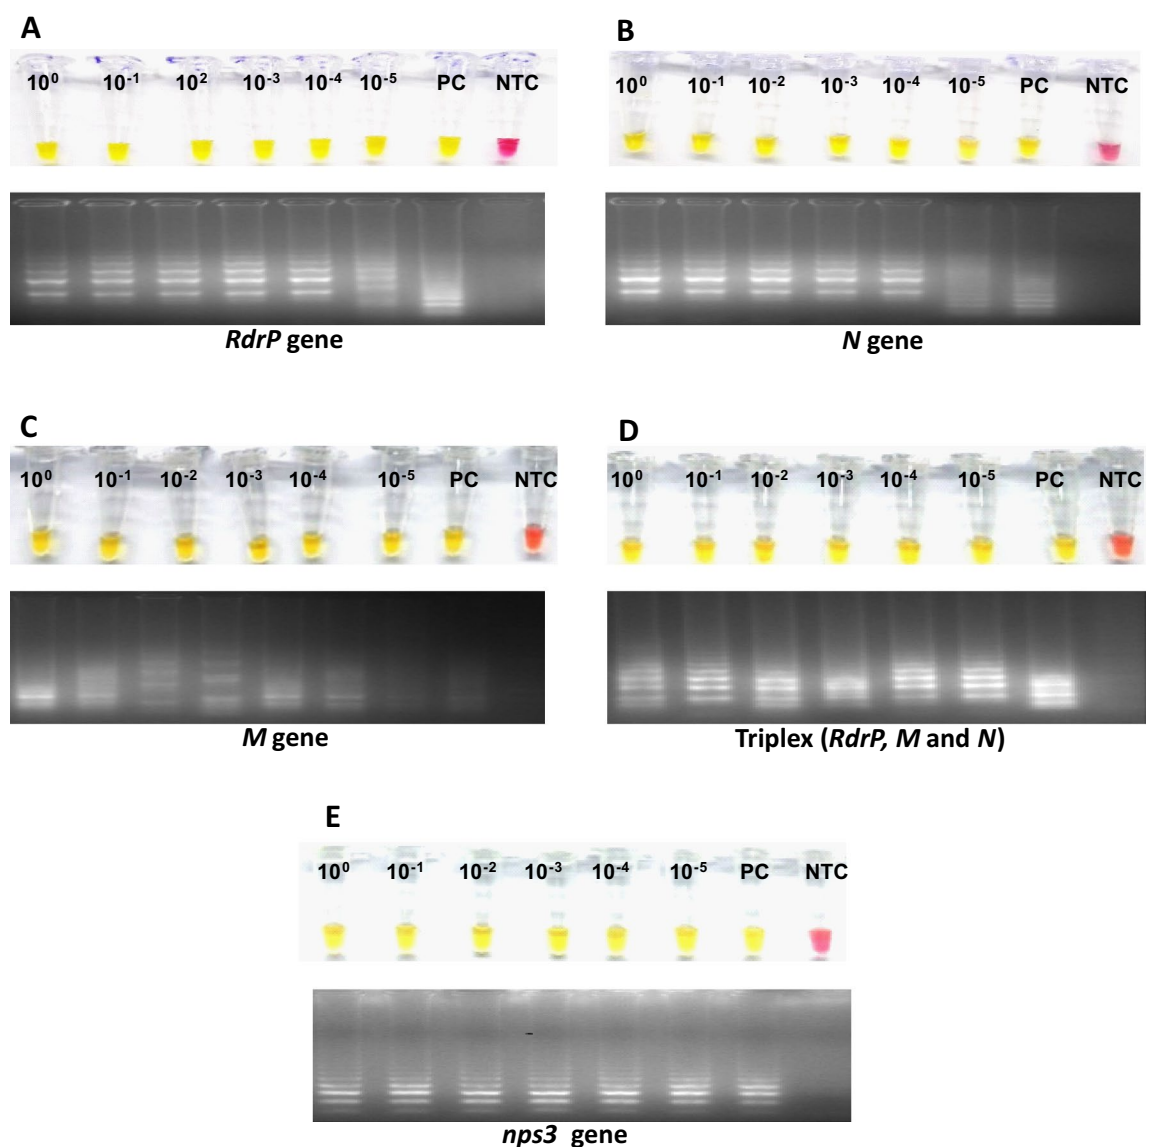 A
10⁰ 10⁻¹ 10² 10⁻³ 10⁻⁴ 10⁻⁵ PC NTC
RdrP gene
B
10⁰ 10⁻¹ 10⁻² 10⁻³ 10⁻⁴ 10⁻⁵ PC NTC
N gene
C
10⁰ 10⁻¹ 10⁻² 10⁻³ 10⁻⁴ 10⁻⁵ PC NTC
M gene
D
10⁰ 10⁻¹ 10⁻² 10⁻³ 10⁻⁴ 10⁻⁵ PC NTC
Triplex (RdrP, M and N)
E
10⁰ 10⁻¹ 10⁻² 10⁻³ 10⁻⁴ 10⁻⁵ PC NTC
nps3 gene